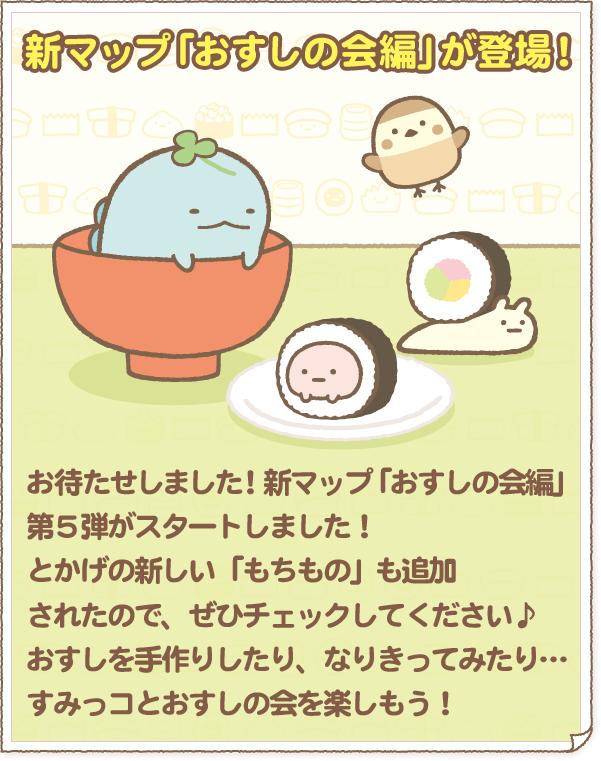 新マップ「おすしの会編」が登場！
お待たせしました！新マップ「おすしの会編」
第５弾がスタートしました！
とかげの新しい「もちもの」も追加
されたので、ぜひチェックしてください♪
おすしを手作りしたり、なりきってみたり…
すみっコとおすしの会を楽しもう！